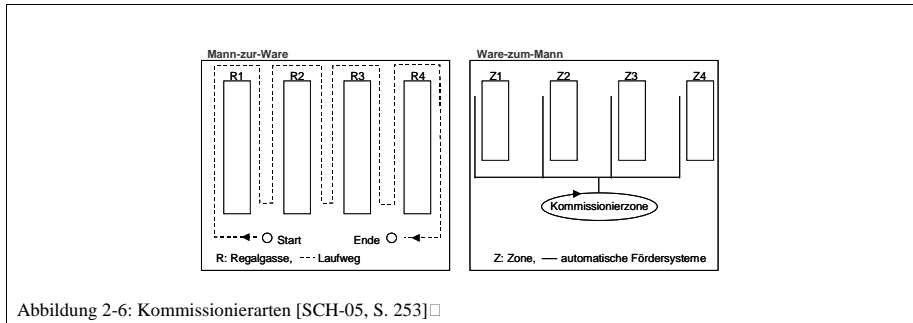 Mann-zur-Ware
R1 R2 R3 R4
Start Ende
R: Regalgasse, Laufweg
Ware-zum-Mann
Z1 Z2 Z3 Z4
Kommissionierzone
Z: Zone, automatische Fördersysteme
Abbildung 2-6: Kommissionierarten [SCH-05, S. 253]